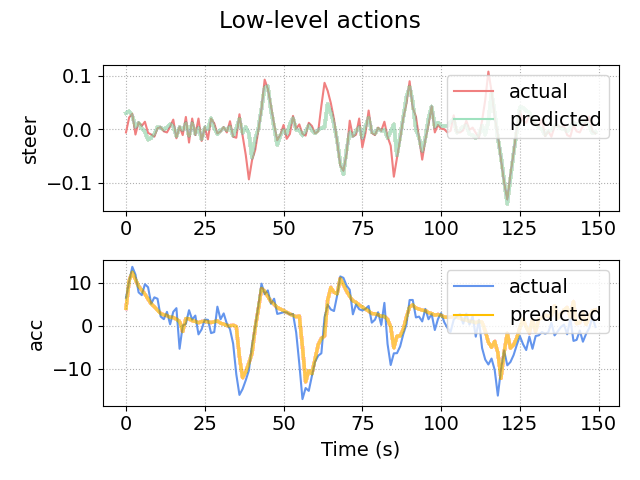 Low-level actions
0.1
0.0
−0.1
steer
actual
predicted
0 25 50 75 100 125 150
10
0
−10
acc
actual
predicted
0 25 50 75 100 125 150
Time (s)